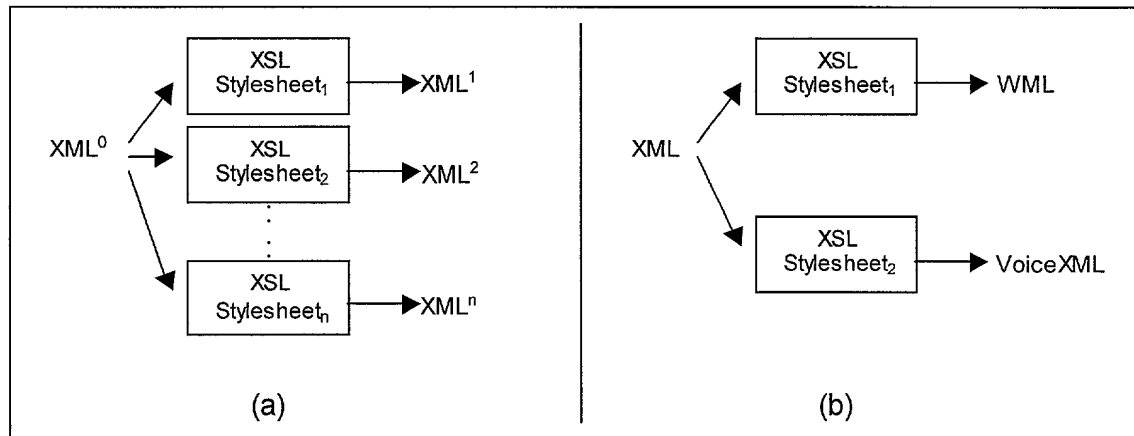 XSL
Stylesheet₁
XML¹
XML⁰
XSL
Stylesheet₂
XML²
XSL
Stylesheetₙ
XMLⁿ
(a)
XSL
Stylesheet₁
WML
XML
XSL
Stylesheet₂
VoiceXML
(b)